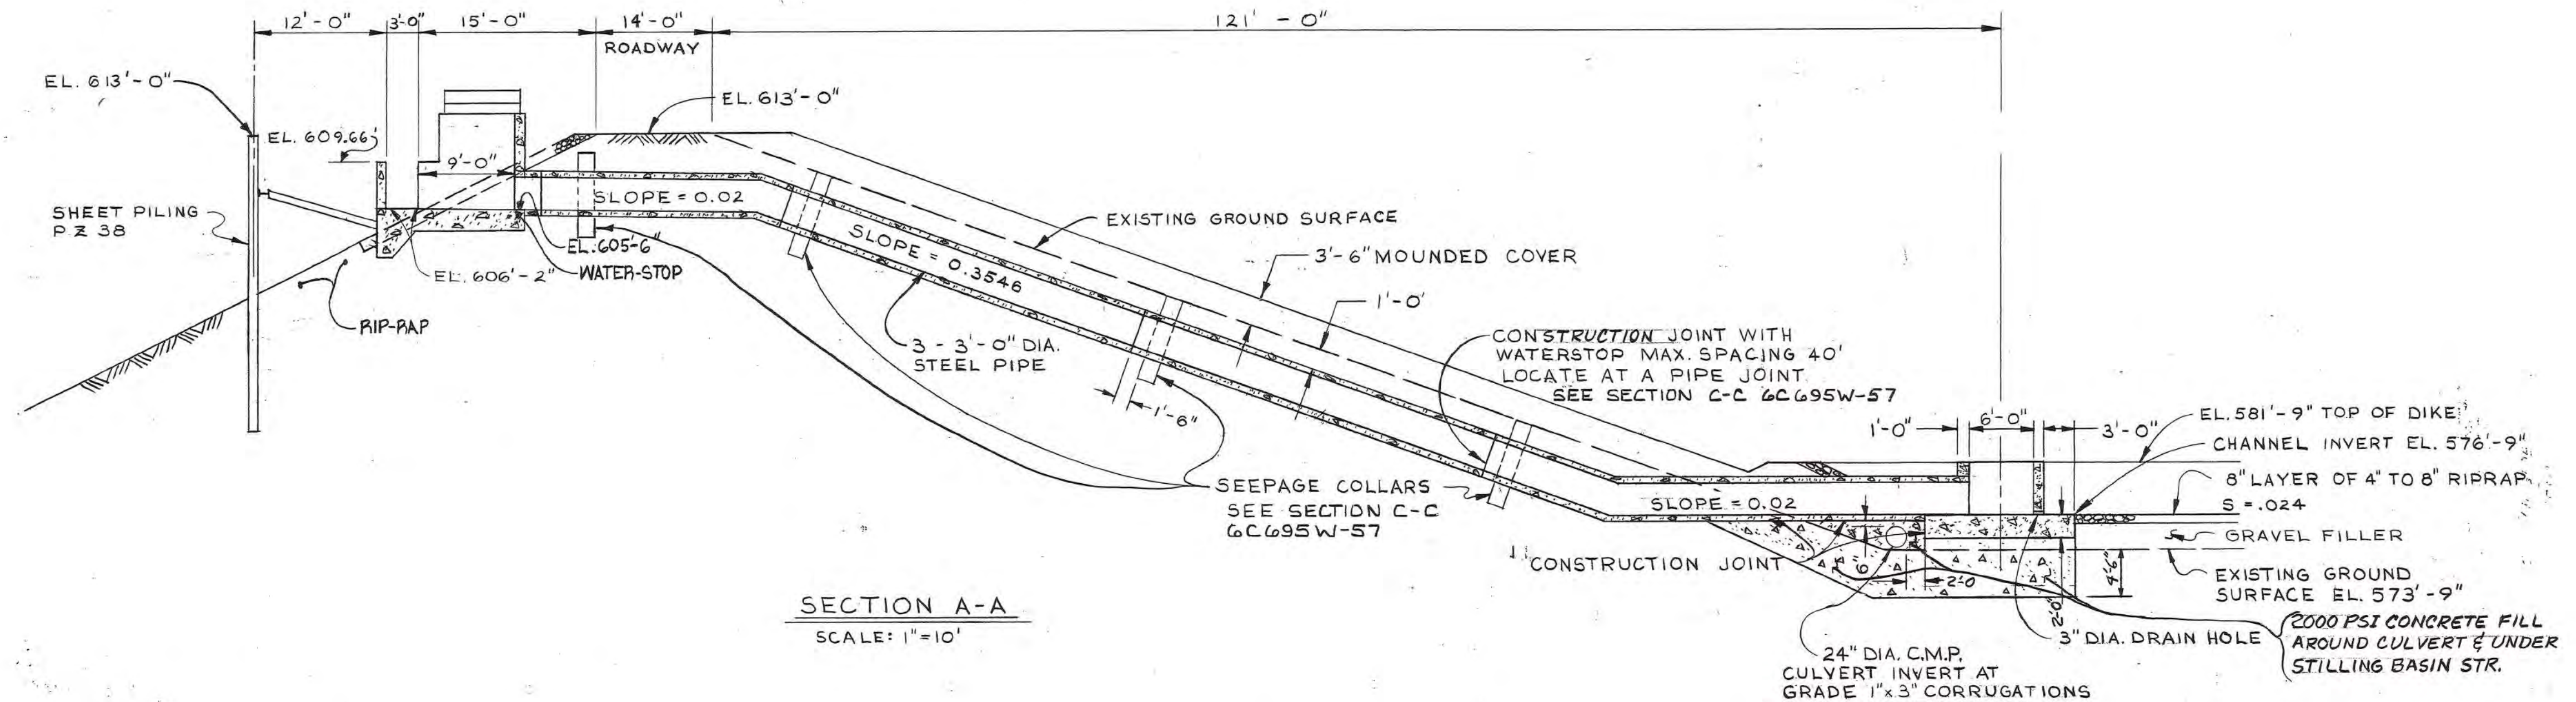 12'-0"
3'-0"
15'-0"
14'-0"
121'-0"
ROADWAY
EL. 613'-0"
EL. 613'-0"
EL. 609.66'
9'-0"
SLOPE = 0.02
SHEET PILING
PZ 38
EL. 605'-6"
EL. 606'-2"
WATER-STOP
RIP-RAP
EXISTING GROUND SURFACE
3'-6" MOUNDED COVER
SLOPE = 0.3546
1'-0'
3 - 3'-0" DIA.
STEEL PIPE
1'-6"
CONSTRUCTION JOINT WITH
WATERSTOP MAX. SPACING 40'
LOCATE AT A PIPE JOINT.
SEE SECTION C-C 6C695W-57
SEEPAGE COLLARS
SEE SECTION C-C
6C695W-57
1'-0"
6'-0"
3'-0"
EL. 581'-9" TOP OF DIKE
CHANNEL INVERT EL. 576'-9"
8" LAYER OF 4" TO 8" RIPRAP
S = .024
SLOPE = 0.02
GRAVEL FILLER
CONSTRUCTION JOINT
6"
2'-0
2'-0"
4'-6"
EXISTING GROUND
SURFACE EL. 573'-9"
3" DIA. DRAIN HOLE
2000 PSI CONCRETE FILL
AROUND CULVERT & UNDER
STILLING BASIN STR.
24" DIA. C.M.P.
CULVERT INVERT AT
GRADE 1"x3" CORRUGATIONS
SECTION A-A
SCALE: 1"=10'